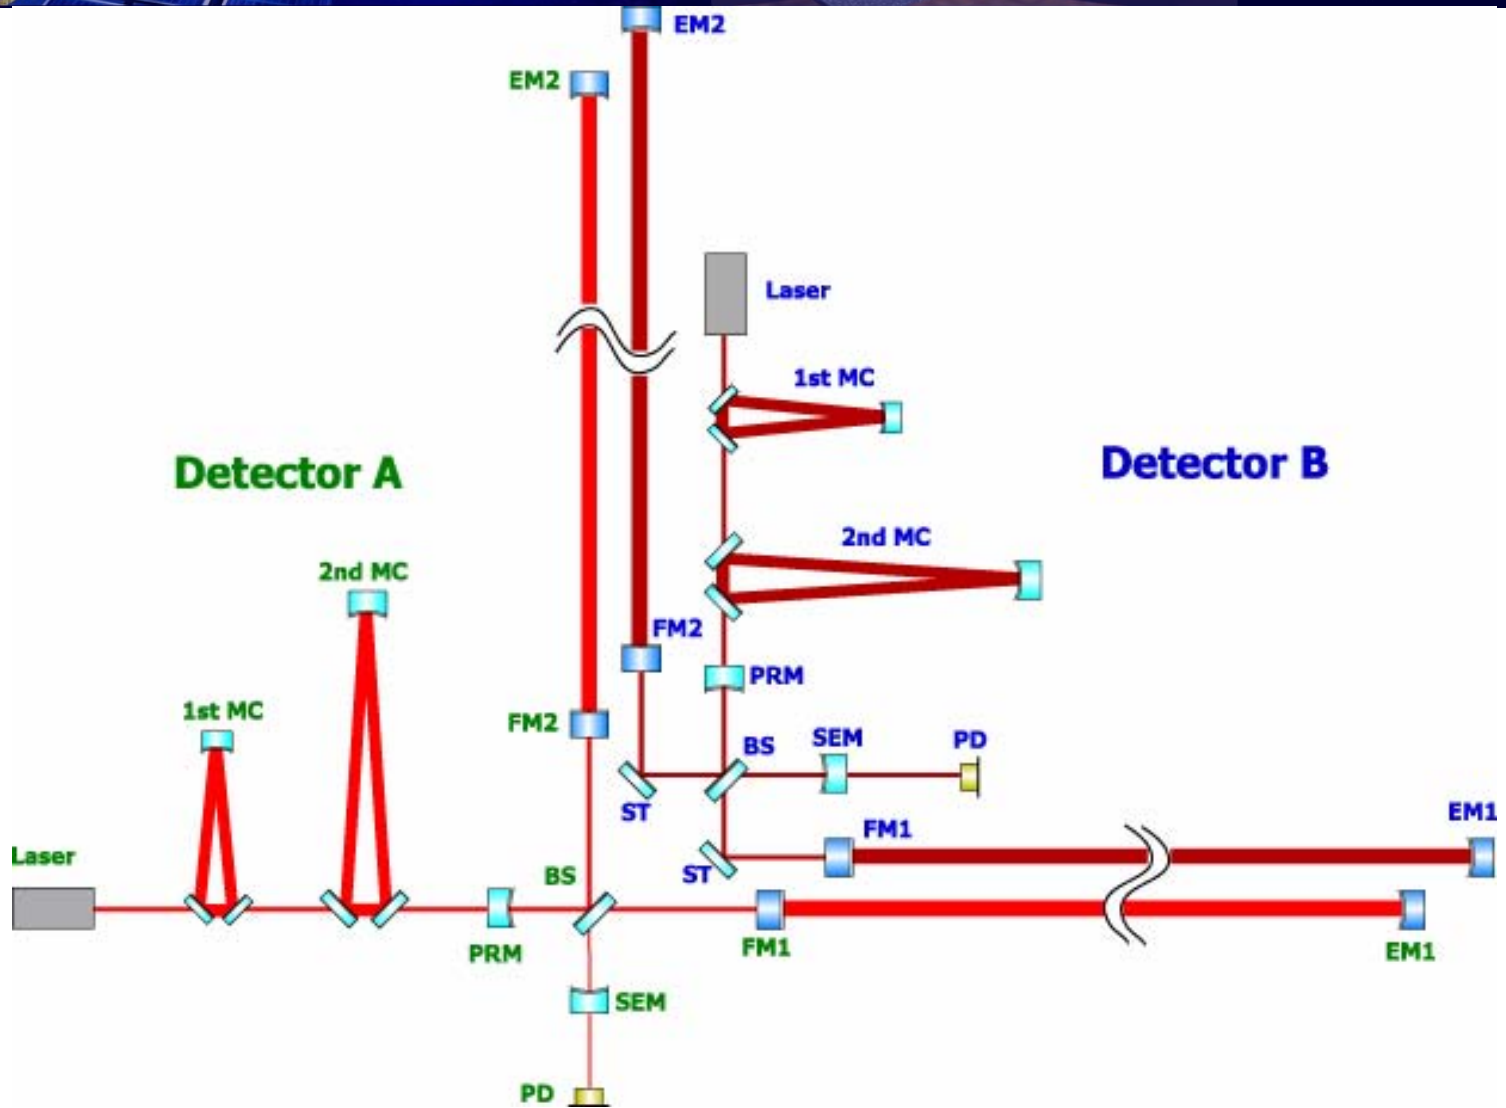 EM2
EM2
Laser
1st MC
Detector A
Detector B
2nd MC
2nd MC
FM2
PRM
1st MC
FM2
BS
SEM
PD
ST
FM1
EM1
Laser
BS
ST
PRM
FM1
EM1
SEM
PD